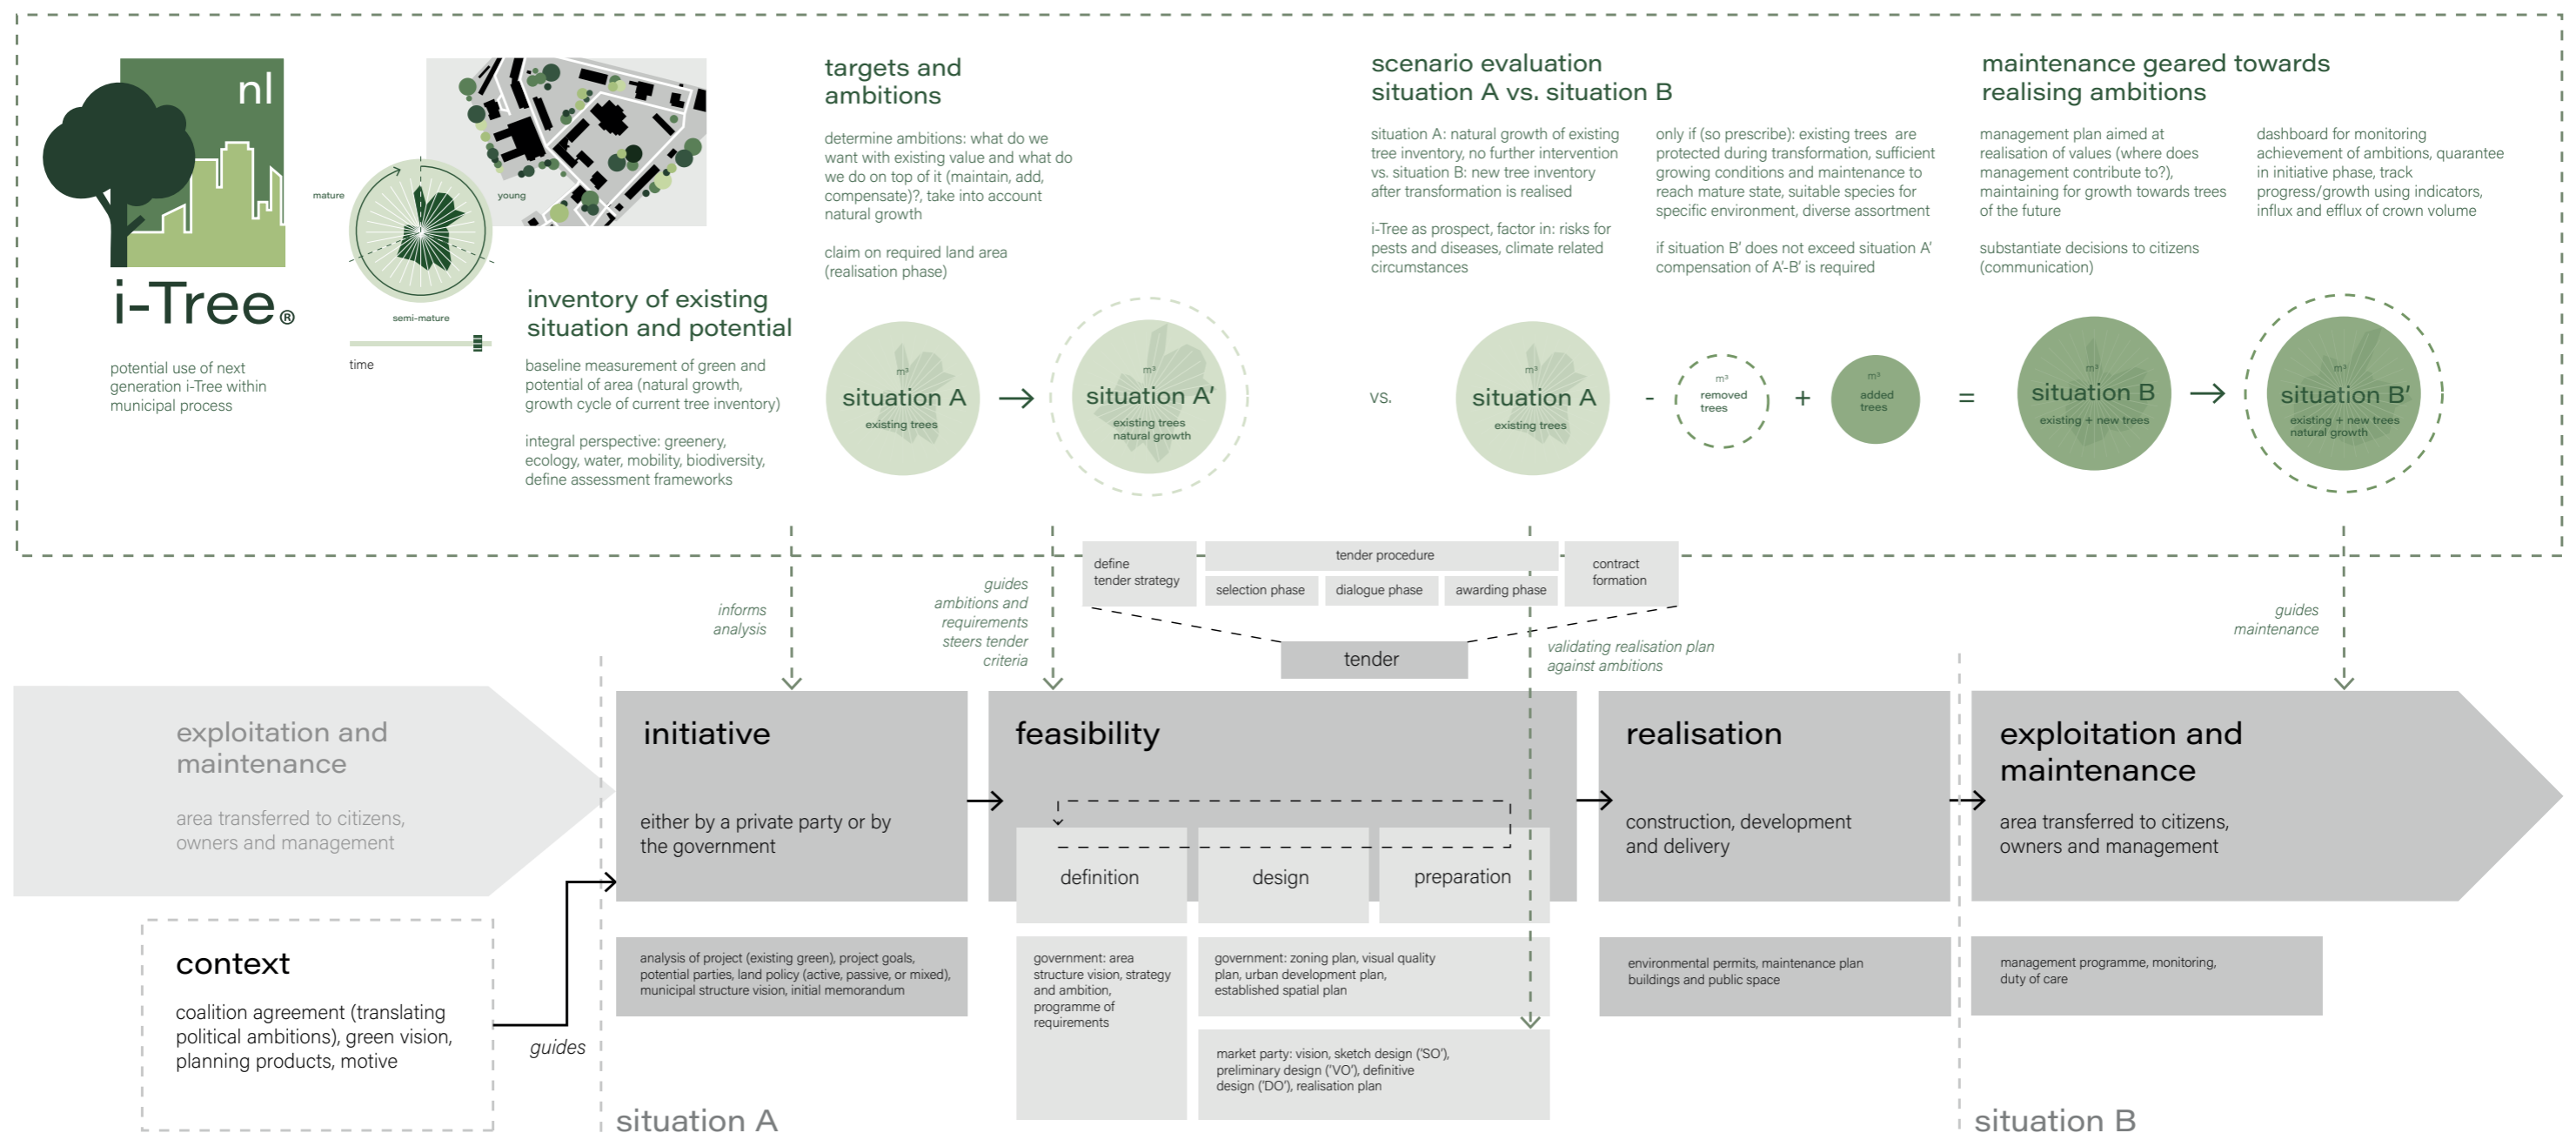 nl
i-Tree®
potential use of next
generation i-Tree within
municipal process
mature
young
semi-mature
time
inventory of existing
situation and potential
baseline measurement of green and
potential of area (natural growth,
growth cycle of current tree inventory)
integral perspective: greenery,
ecology, water, mobility, biodiversity,
define assessment frameworks
targets and
ambitions
determine ambitions: what do we
want with existing value and what do
we do on top of it (maintain, add,
compensate)?, take into account
natural growth
claim on required land area
(realisation phase)
m³
situation A
existing trees
m³
situation A'
existing trees
natural growth
vs.
scenario evaluation
situation A vs. situation B
situation A: natural growth of existing
tree inventory, no further intervention
vs. situation B: new tree inventory
after transformation is realised
i-Tree as prospect, factor in: risks for
pests and diseases, climate related
circumstances
only if (so prescribe): existing trees are
protected during transformation, sufficient
growing conditions and maintenance to
reach mature state, suitable species for
specific environment, diverse assortment
if situation B' does not exceed situation A'
compensation of A'-B' is required
m³
situation A
existing trees
-
m³
removed
trees
+
m³
added
trees
=
maintenance geared towards
realising ambitions
management plan aimed at
realisation of values (where does
management contribute to?),
maintaining for growth towards trees
of the future
substantiate decisions to citizens
(communication)
dashboard for monitoring
achievement of ambitions, quarantee
in initiative phase, track
progress/growth using indicators,
influx and efflux of crown volume
m³
situation B
existing + new trees
m³
situation B'
existing + new trees
natural growth
informs
analysis
guides
ambitions and
requirements
steers tender
criteria
define
tender strategy
tender procedure
selection phase
dialogue phase
awarding phase
contract
formation
tender
validating realisation plan
against ambitions
guides
maintenance
exploitation and
maintenance
area transferred to citizens,
owners and management
initiative
either by a private party or by
the government
feasibility
definition
design
preparation
realisation
construction, development
and delivery
exploitation and
maintenance
area transferred to citizens,
owners and management
context
coalition agreement (translating
political ambitions), green vision,
planning products, motive
guides
analysis of project (existing green), project goals,
potential parties, land policy (active, passive, or mixed),
municipal structure vision, initial memorandum
government: area
structure vision, strategy
and ambition,
programme of
requirements
government: zoning plan, visual quality
plan, urban development plan,
established spatial plan
market party: vision, sketch design ('SO'),
preliminary design ('VO'), definitive
design ('DO'), realisation plan
environmental permits, maintenance plan
buildings and public space
management programme, monitoring,
duty of care
situation A
situation B